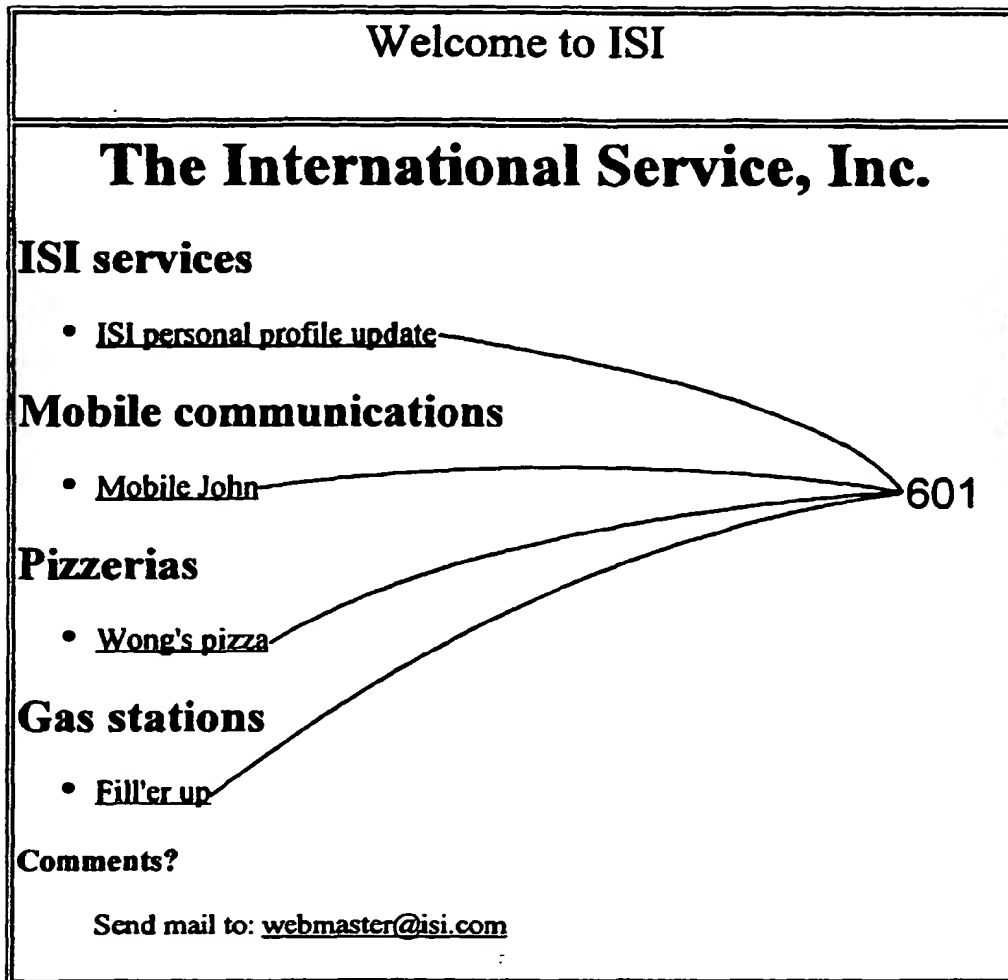 Welcome to ISI
The International Service, Inc.
ISI services
• ISI personal profile update
Mobile communications
• Mobile John
601
Pizzerias
• Wong's pizza
Gas stations
• Fill'er up
Comments?
Send mail to: webmaster@isi.com